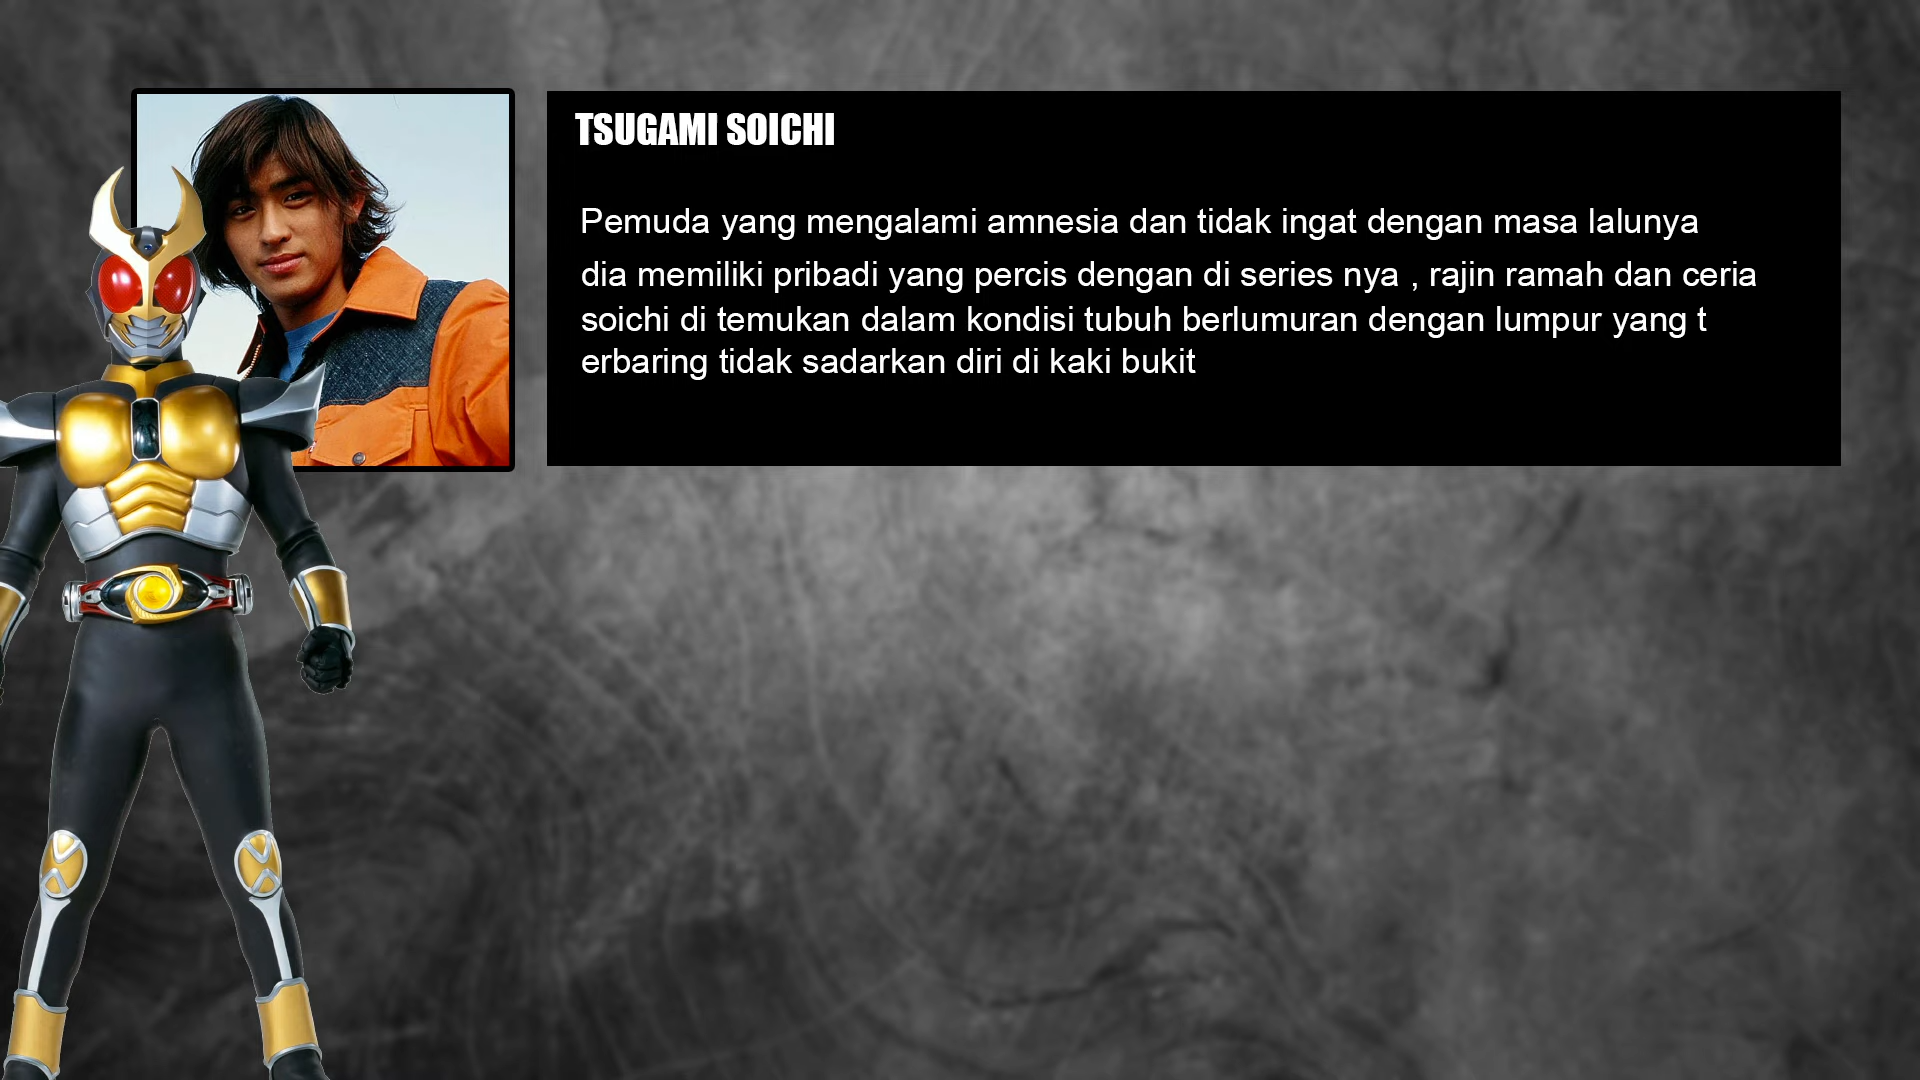 TSUGAMI SOICHI
Pemuda yang mengalami amnesia dan tidak ingat dengan masa lalunya
dia memiliki pribadi yang percis dengan di series nya , rajin ramah dan ceria
soichi di temukan dalam kondisi tubuh berlumuran dengan lumpur yang t
erbaring tidak sadarkan diri di kaki bukit